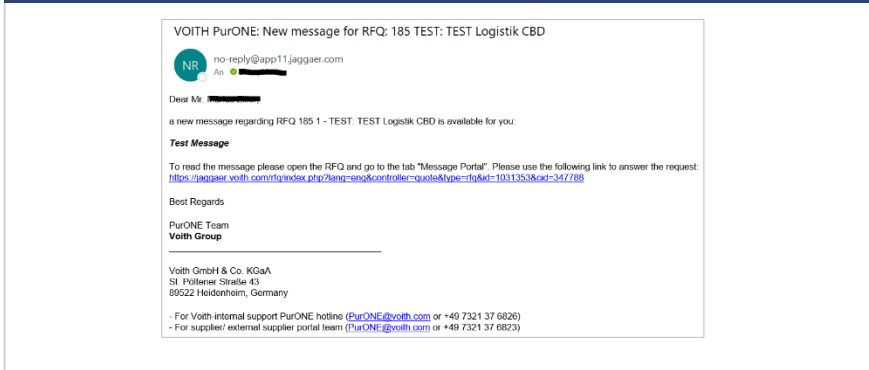 VOITH PurONE: New message for RFQ: 185 TEST: TEST Logistik CBD
NR
no-reply@app11.jaggaer.com
An
Dear Mr.
a new message regarding RFQ 185 1 - TEST: TEST Logistik CBD is available for you:
Test Message
To read the message please open the RFQ and go to the tab "Message Portal". Please use the following link to answer the request:
https://jaggaer.voith.com/rfq/index.php?lang=eng&controller=quote&type=rfq&id=1031353&cid=347788
Best Regards
PurONE Team
Voith Group
Voith GmbH & Co. KGaA
St. Pöltener Straße 43
89522 Heidenheim, Germany
- For Voith-internal support PurONE hotline (PurONE@voith.com or +49 7321 37 6826)
- For supplier/ external supplier portal team (PurONE@voith.com or +49 7321 37 6823)